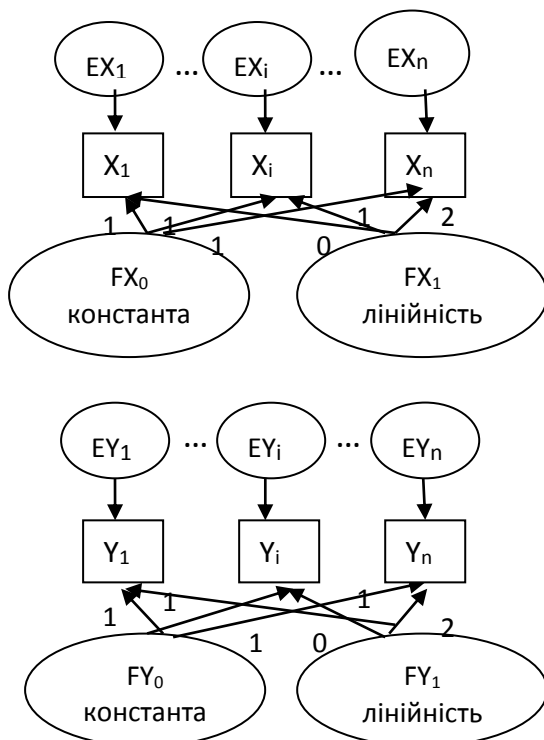 EX₁ ... EXᵢ ... EXₙ
X₁ Xᵢ Xₙ
1 1 1 0 1 2
FX₀ FX₁
константа лінійність
EY₁ ... EYᵢ ... EYₙ
Y₁ Yᵢ Yₙ
1 1 1 0 1 2
FY₀ FY₁
константа лінійність